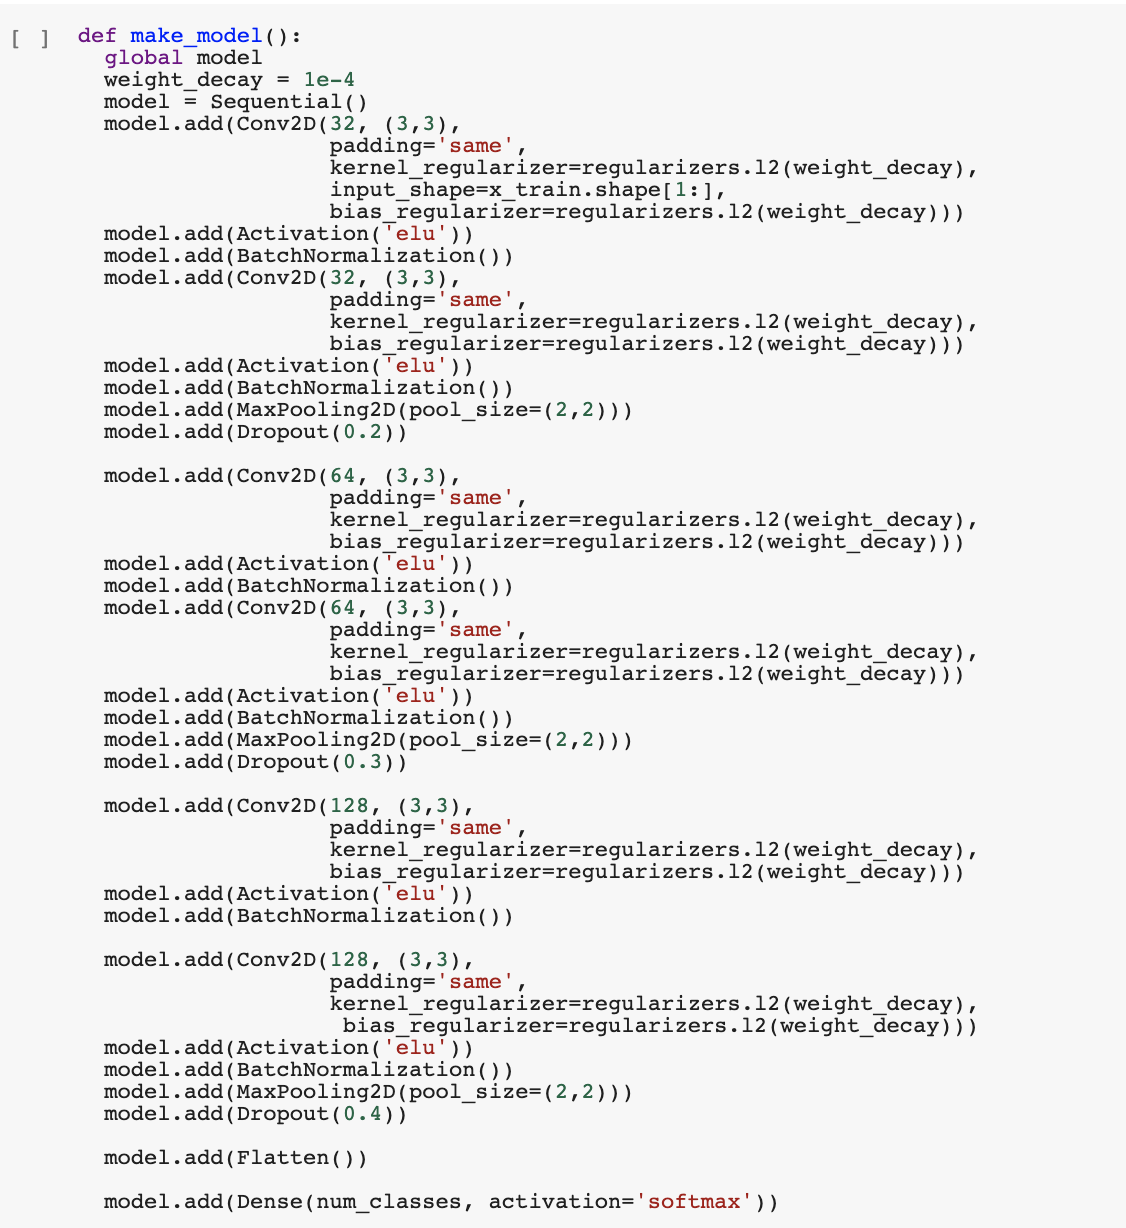 [ ] def make_model():
  global model
  weight_decay = 1e-4
  model = Sequential()
  model.add(Conv2D(32, (3,3),
                   padding='same',
                   kernel_regularizer=regularizers.l2(weight_decay),
                   input_shape=x_train.shape[1:],
                   bias_regularizer=regularizers.l2(weight_decay)))
  model.add(Activation('elu'))
  model.add(BatchNormalization())
  model.add(Conv2D(32, (3,3),
                   padding='same',
                   kernel_regularizer=regularizers.l2(weight_decay),
                   bias_regularizer=regularizers.l2(weight_decay)))
  model.add(Activation('elu'))
  model.add(BatchNormalization())
  model.add(MaxPooling2D(pool_size=(2,2)))
  model.add(Dropout(0.2))

  model.add(Conv2D(64, (3,3),
                   padding='same',
                   kernel_regularizer=regularizers.l2(weight_decay),
                   bias_regularizer=regularizers.l2(weight_decay)))
  model.add(Activation('elu'))
  model.add(BatchNormalization())
  model.add(Conv2D(64, (3,3),
                   padding='same',
                   kernel_regularizer=regularizers.l2(weight_decay),
                   bias_regularizer=regularizers.l2(weight_decay)))
  model.add(Activation('elu'))
  model.add(BatchNormalization())
  model.add(MaxPooling2D(pool_size=(2,2)))
  model.add(Dropout(0.3))

  model.add(Conv2D(128, (3,3),
                   padding='same',
                   kernel_regularizer=regularizers.l2(weight_decay),
                   bias_regularizer=regularizers.l2(weight_decay)))
  model.add(Activation('elu'))
  model.add(BatchNormalization())

  model.add(Conv2D(128, (3,3),
                   padding='same',
                   kernel_regularizer=regularizers.l2(weight_decay),
                    bias_regularizer=regularizers.l2(weight_decay)))
  model.add(Activation('elu'))
  model.add(BatchNormalization())
  model.add(MaxPooling2D(pool_size=(2,2)))
  model.add(Dropout(0.4))

  model.add(Flatten())

  model.add(Dense(num_classes, activation='softmax'))